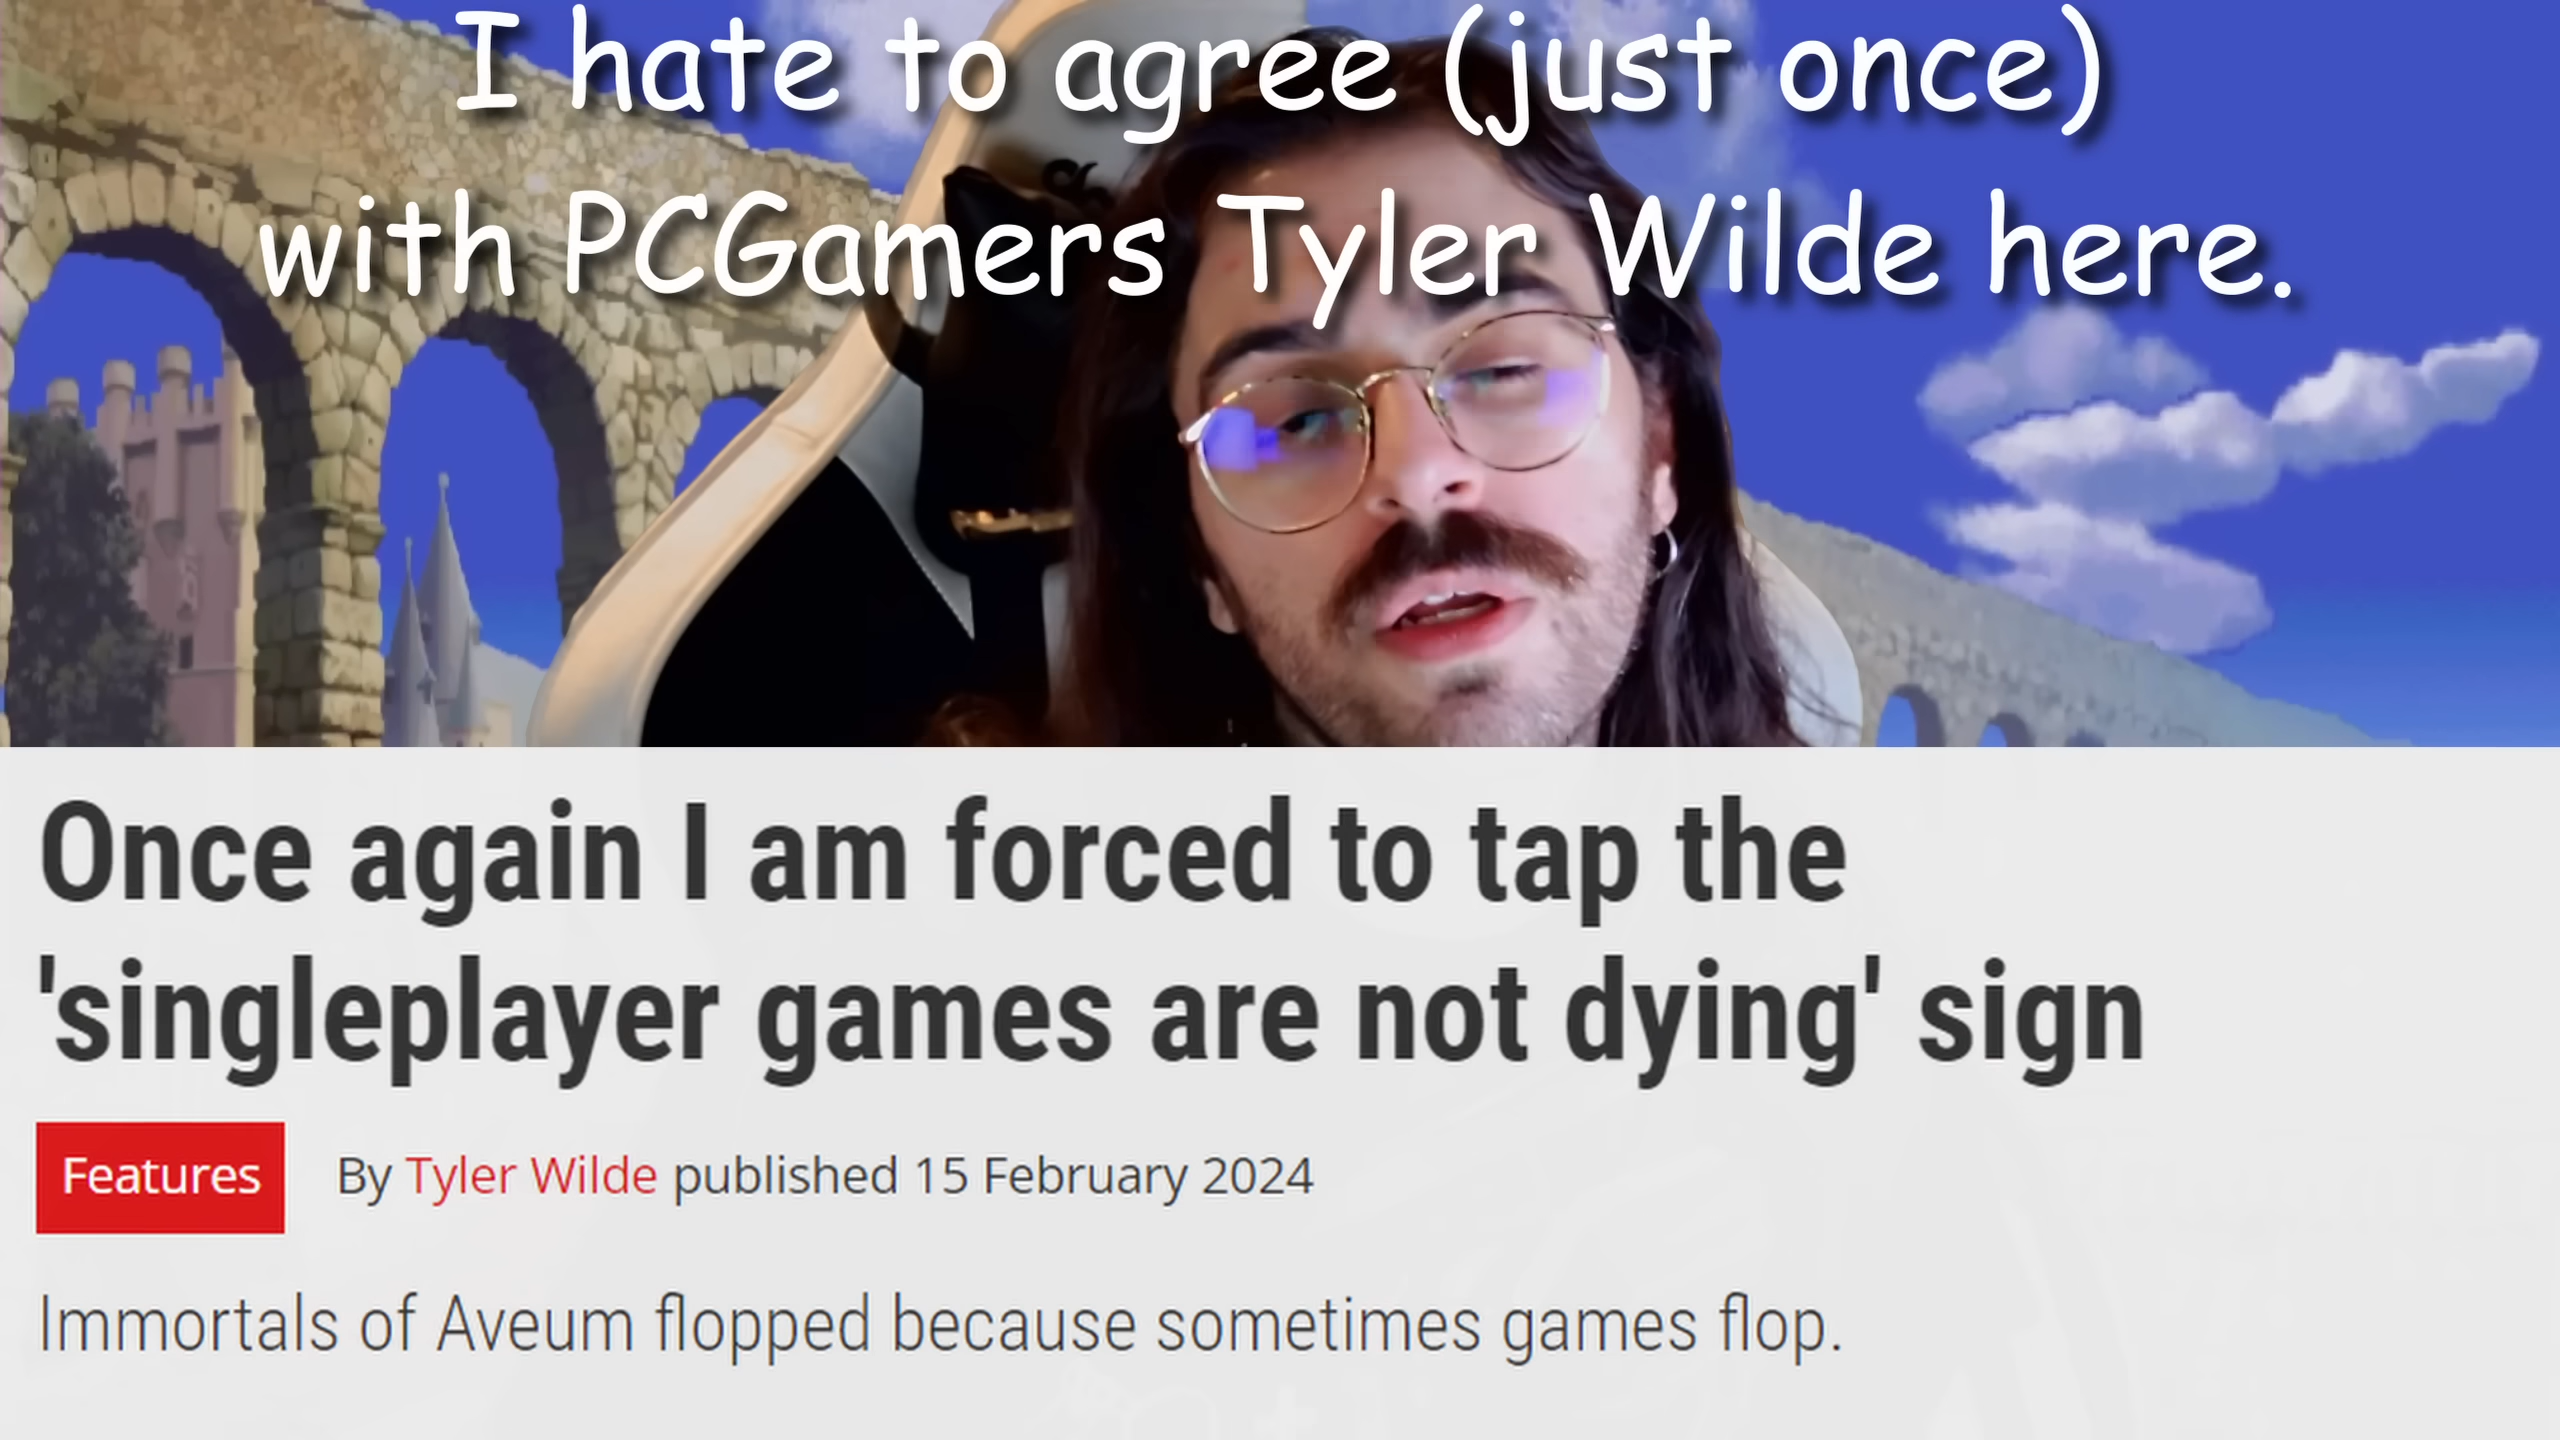 I hate to agree (just once)
with PCGamers Tyler Wilde here.
Once again I am forced to tap the
'singleplayer games are not dying' sign
Features
By Tyler Wilde published 15 February 2024
Immortals of Aveum flopped because sometimes games flop.